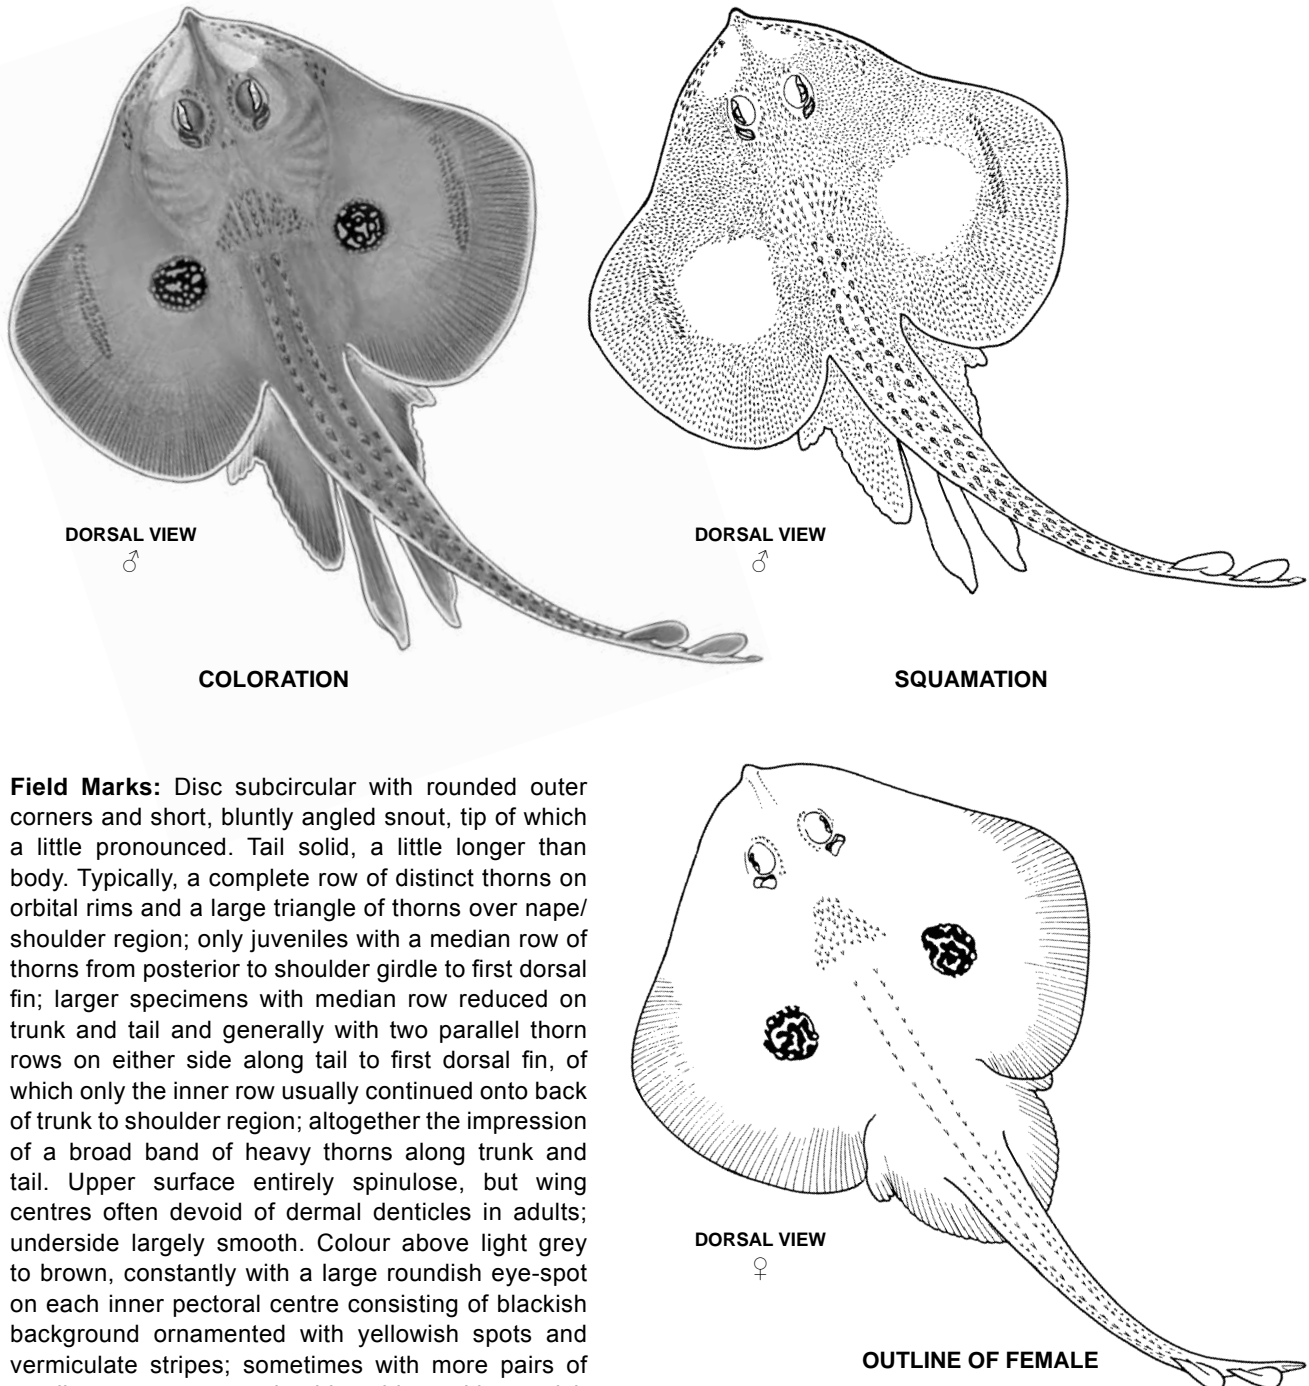 DORSAL VIEW
♂
DORSAL VIEW
♂
COLORATION
SQUAMATION
Field Marks: Disc subcircular with rounded outer
corners and short, bluntly angled snout, tip of which
a little pronounced. Tail solid, a little longer than
body. Typically, a complete row of distinct thorns on
orbital rims and a large triangle of thorns over nape/
shoulder region; only juveniles with a median row of
thorns from posterior to shoulder girdle to first dorsal
fin; larger specimens with median row reduced on
trunk and tail and generally with two parallel thorn
rows on either side along tail to first dorsal fin, of
which only the inner row usually continued onto back
of trunk to shoulder region; altogether the impression
of a broad band of heavy thorns along trunk and
tail. Upper surface entirely spinulose, but wing
centres often devoid of dermal denticles in adults;
underside largely smooth. Colour above light grey
to brown, constantly with a large roundish eye-spot
on each inner pectoral centre consisting of blackish
background ornamented with yellowish spots and
vermiculate stripes; sometimes with more pairs of
DORSAL VIEW
♀
OUTLINE OF FEMALE